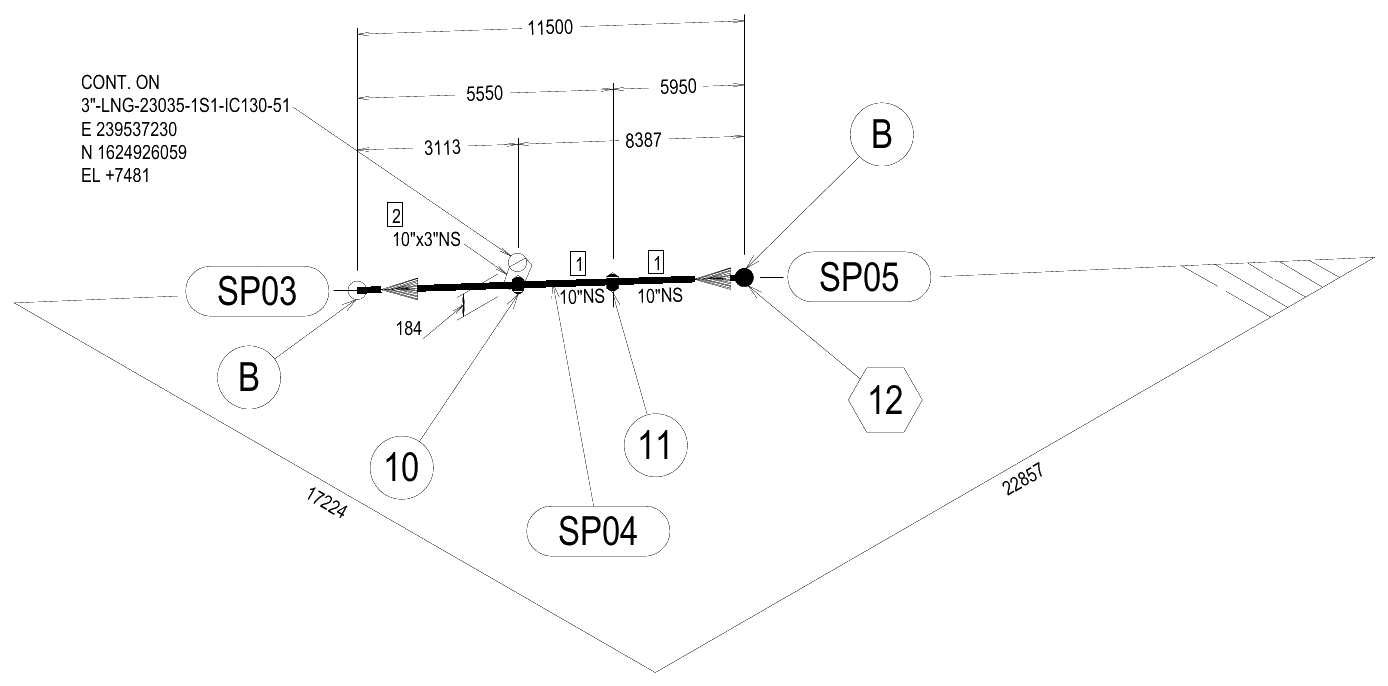 11500
5550
5950
3113
8387
CONT. ON
3"-LNG-23035-1S1-IC130-51
E 239537230
N 1624926059
EL +7481
B
2
10"x3"NS
1
1
SP03
SP05
10"NS
10"NS
184
B
12
10
11
17224
22857
SP04